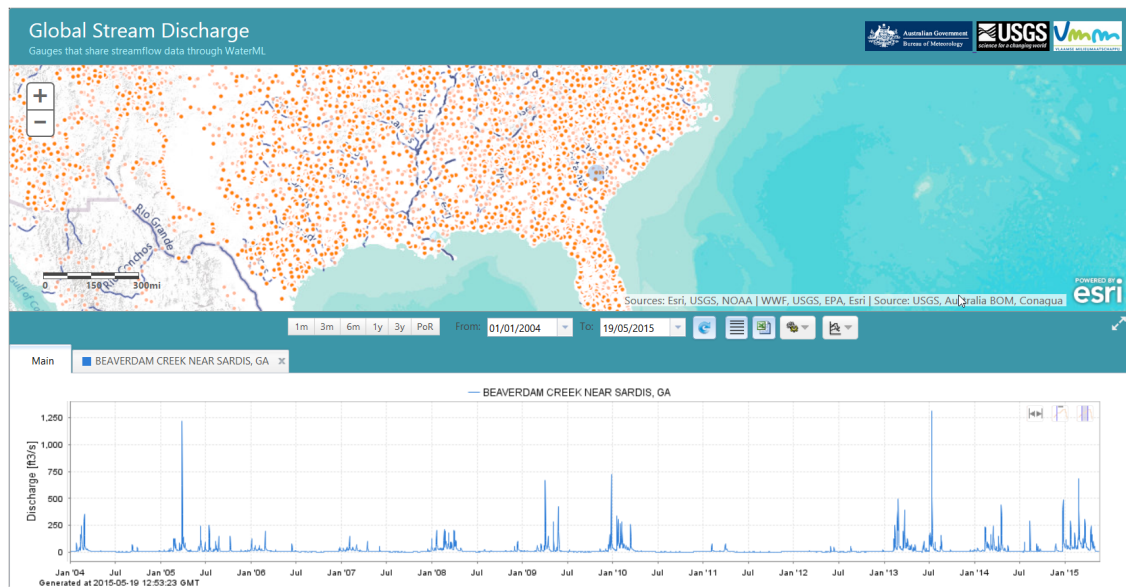 Global Stream Discharge
Gauges that share streamflow data through WaterML
Australian Government
Bureau of Meteorology
USGS
science for a changing world
Vmm
VLAAMSE MILIEUMAATSCHAPPIJ
+
−
Rio Grande
Rio Conchos
Gulf of
0 150 300mi
Sources: Esri, USGS, NOAA | WWF, USGS, EPA, Esri | Source: USGS, Australia BOM, Conaqua
POWERED BY
esri
1m 3m 6m 1y 3y PoR From: 01/01/2004 To: 19/05/2015
Main BEAVERDAM CREEK NEAR SARDIS, GA
BEAVERDAM CREEK NEAR SARDIS, GA
Discharge [ft3/s]
1,250
1,000
750
500
250
0
Jan'04 Jul Jan'05 Jul Jan'06 Jul Jan'07 Jul Jan'08 Jul Jan'09 Jul Jan'10 Jul Jan'11 Jul Jan'12 Jul Jan'13 Jul Jan'14 Jul Jan'15
Generated at 2015-05-19 12:53:23 GMT